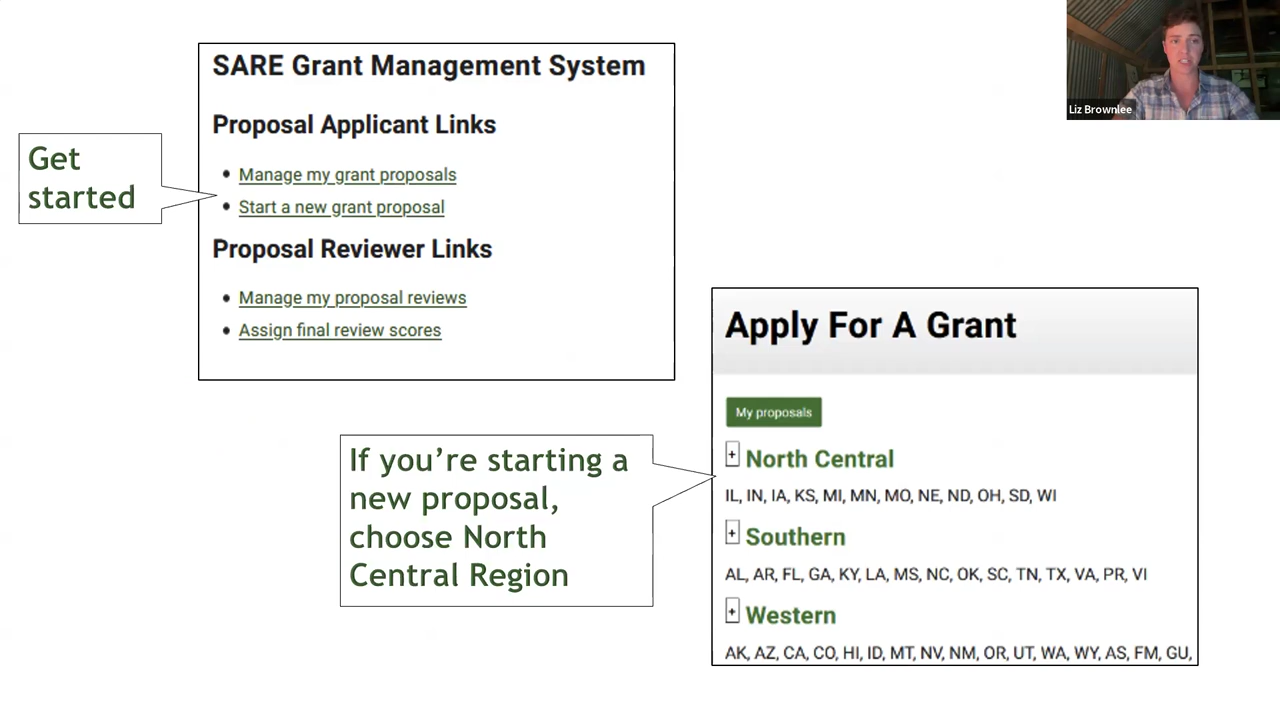 SARE Grant Management System
Proposal Applicant Links
Manage my grant proposals
Start a new grant proposal
Proposal Reviewer Links
Manage my proposal reviews
Assign final review scores
Get
started
Liz Brownlee
Apply For A Grant
My proposals
+ North Central
IL, IN, IA, KS, MI, MN, MO, NE, ND, OH, SD, WI
+ Southern
AL, AR, FL, GA, KY, LA, MS, NC, OK, SC, TN, TX, VA, PR, VI
+ Western
AK, AZ, CA, CO, HI, ID, MT, NV, NM, OR, UT, WA, WY, AS, FM, GU,
If you’re starting a
new proposal,
choose North
Central Region